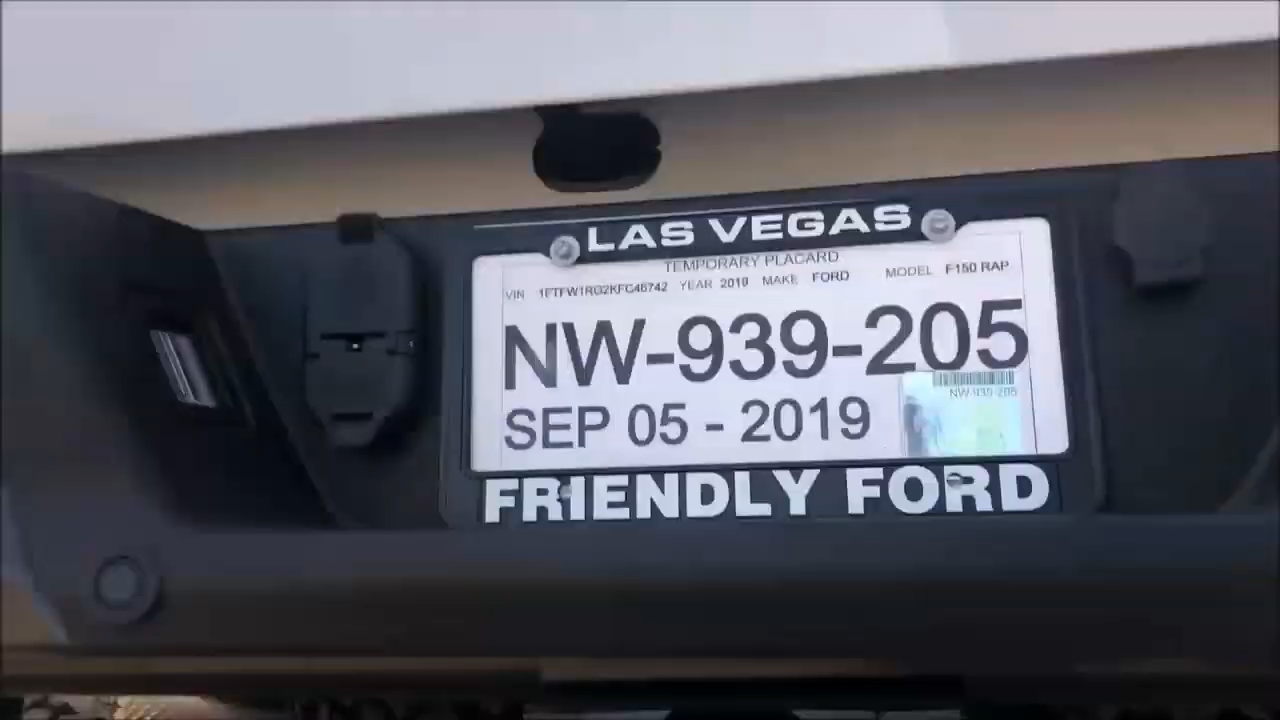 LAS VEGAS
TEMPORARY PLACARD
VIN 1FTFW1RG2KFC46742 YEAR 2019 MAKE FORD MODEL F150 RAP
NW-939-205
NW-939-205
SEP 05 - 2019
FRIENDLY FORD